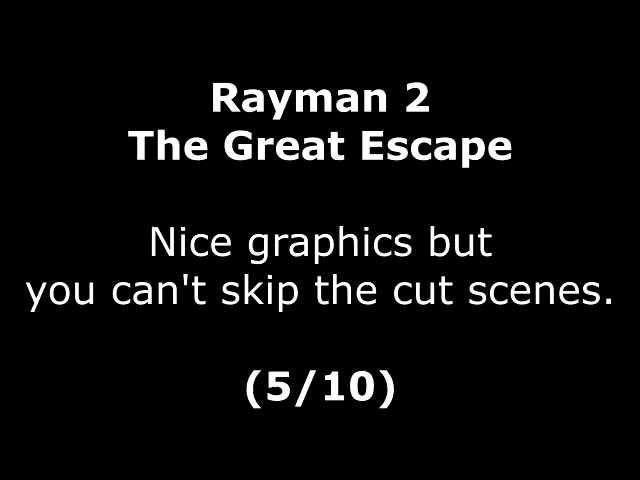 Rayman 2
The Great Escape
Nice graphics but
you can't skip the cut scenes.
(5/10)